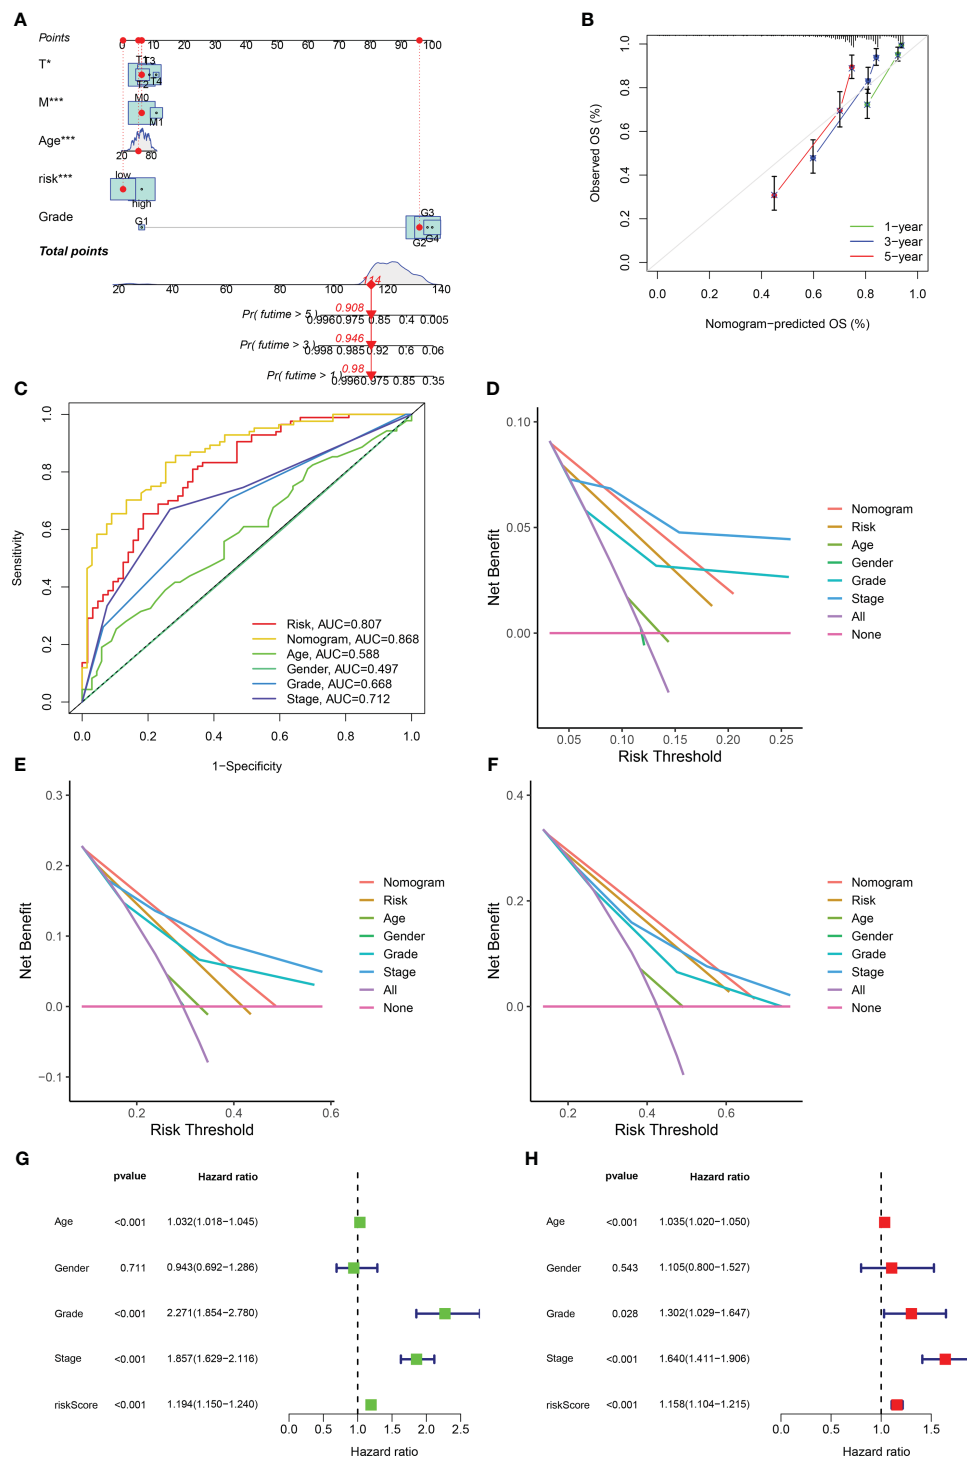 A
Points
0 10 20 30 40 50 60 70 80 90 100
T*
T1 T3
T2 T4
M***
M0
M1
Age***
20 80
risk***
low
high
Grade
G1
G3
G2 G4
Total points
114
20 40 60 80 100 120 140
0.908
Pr( futime > 5 )
0.996 0.975 0.85 0.4 0.005
0.946
Pr( futime > 3 )
0.998 0.985 0.92 0.6 0.06
0.98
Pr( futime > 1 )
0.996 0.975 0.85 0.35
B
Observed OS (%)
0.0 0.2 0.4 0.6 0.8 1.0
1−year
3−year
5−year
0.0 0.2 0.4 0.6 0.8 1.0
Nomogram−predicted OS (%)
C
Sensitivity
0.0 0.2 0.4 0.6 0.8 1.0
Risk, AUC=0.807
Nomogram, AUC=0.868
Age, AUC=0.588
Gender, AUC=0.497
Grade, AUC=0.668
Stage, AUC=0.712
0.0 0.2 0.4 0.6 0.8 1.0
1−Specificity
D
Net Benefit
0.10
0.05
0.00
Nomogram
Risk
Age
Gender
Grade
Stage
All
None
0.05 0.10 0.15 0.20 0.25
Risk Threshold
E
Net Benefit
0.3
0.2
0.1
0.0
−0.1
Nomogram
Risk
Age
Gender
Grade
Stage
All
None
0.2 0.4 0.6
Risk Threshold
F
Net Benefit
0.4
0.2
0.0
Nomogram
Risk
Age
Gender
Grade
Stage
All
None
0.2 0.4 0.6
Risk Threshold
G
pvalue Hazard ratio
Age <0.001 1.032(1.018−1.045)
Gender 0.711 0.943(0.692−1.286)
Grade <0.001 2.271(1.854−2.780)
Stage <0.001 1.857(1.629−2.116)
riskScore <0.001 1.194(1.150−1.240)
0.0 0.5 1.0 1.5 2.0 2.5
Hazard ratio
H
pvalue Hazard ratio
Age <0.001 1.035(1.020−1.050)
Gender 0.543 1.105(0.800−1.527)
Grade 0.028 1.302(1.029−1.647)
Stage <0.001 1.640(1.411−1.906)
riskScore <0.001 1.158(1.104−1.215)
0.0 0.5 1.0 1.5
Hazard ratio